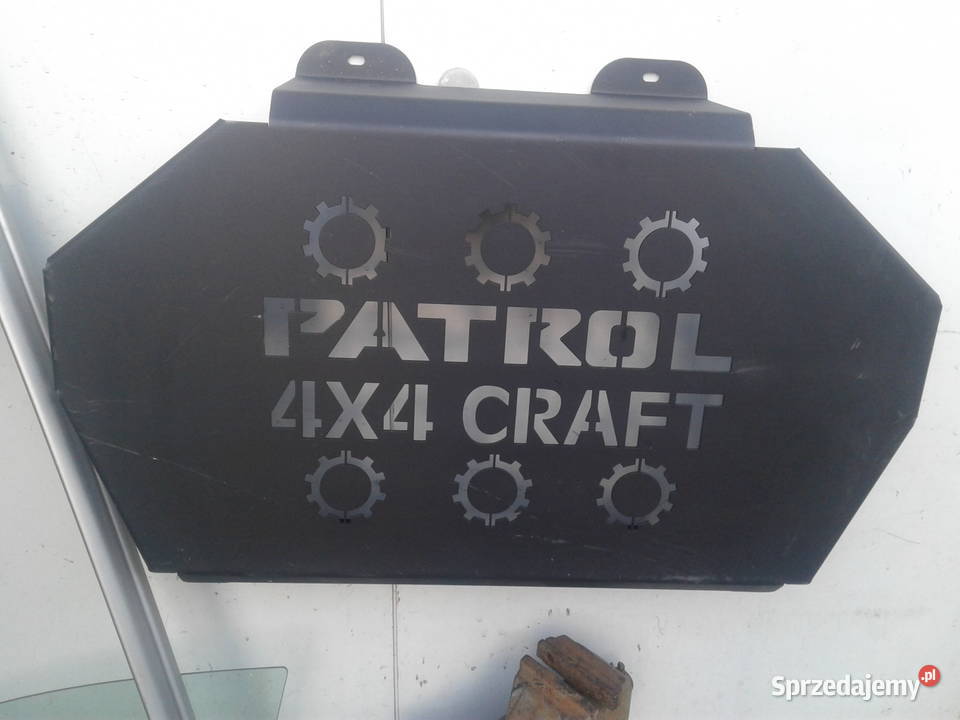 PATROL
4X4 CRAFT
Sprzedajemy.pl